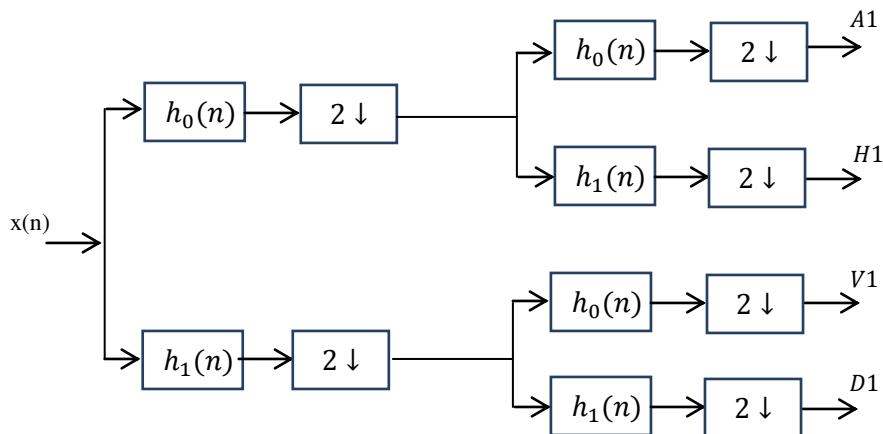 A1
h₀(n)
2 ↓
h₀(n)
2 ↓
H1
h₁(n)
2 ↓
x(n)
V1
h₀(n)
2 ↓
h₁(n)
2 ↓
D1
h₁(n)
2 ↓